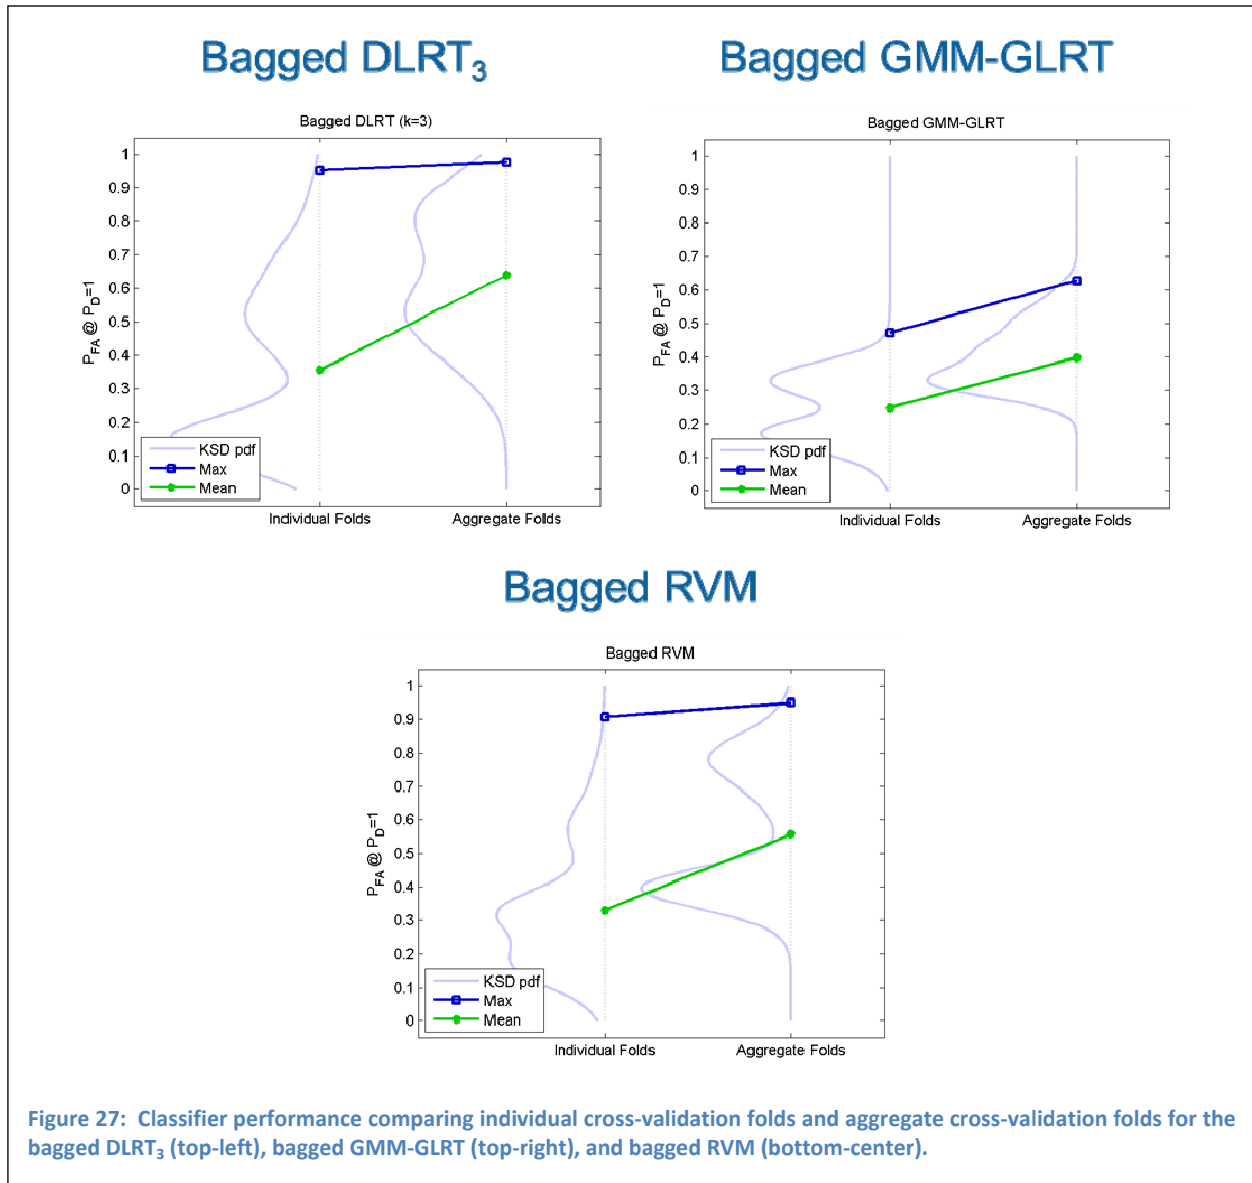 Bagged DLRT3
Bagged GMM-GLRT
Bagged DLRT (k=3)
1
0.9
0.8
0.7
0.6
0.5
0.4
0.3
0.2
0.1
0
PFA @ PD=1
KSD pdf
Max
Mean
Individual Folds
Aggregate Folds
Bagged GMM-GLRT
1
0.9
0.8
0.7
0.6
0.5
0.4
0.3
0.2
0.1
0
PFA @ PD=1
KSD pdf
Max
Mean
Individual Folds
Aggregate Folds
Bagged RVM
Bagged RVM
1
0.9
0.8
0.7
0.6
0.5
0.4
0.3
0.2
0.1
0
PFA @ PD=1
KSD pdf
Max
Mean
Individual Folds
Aggregate Folds
Figure 27:  Classifier performance comparing individual cross-validation folds and aggregate cross-validation folds for the
bagged DLRT3 (top-left), bagged GMM-GLRT (top-right), and bagged RVM (bottom-center).